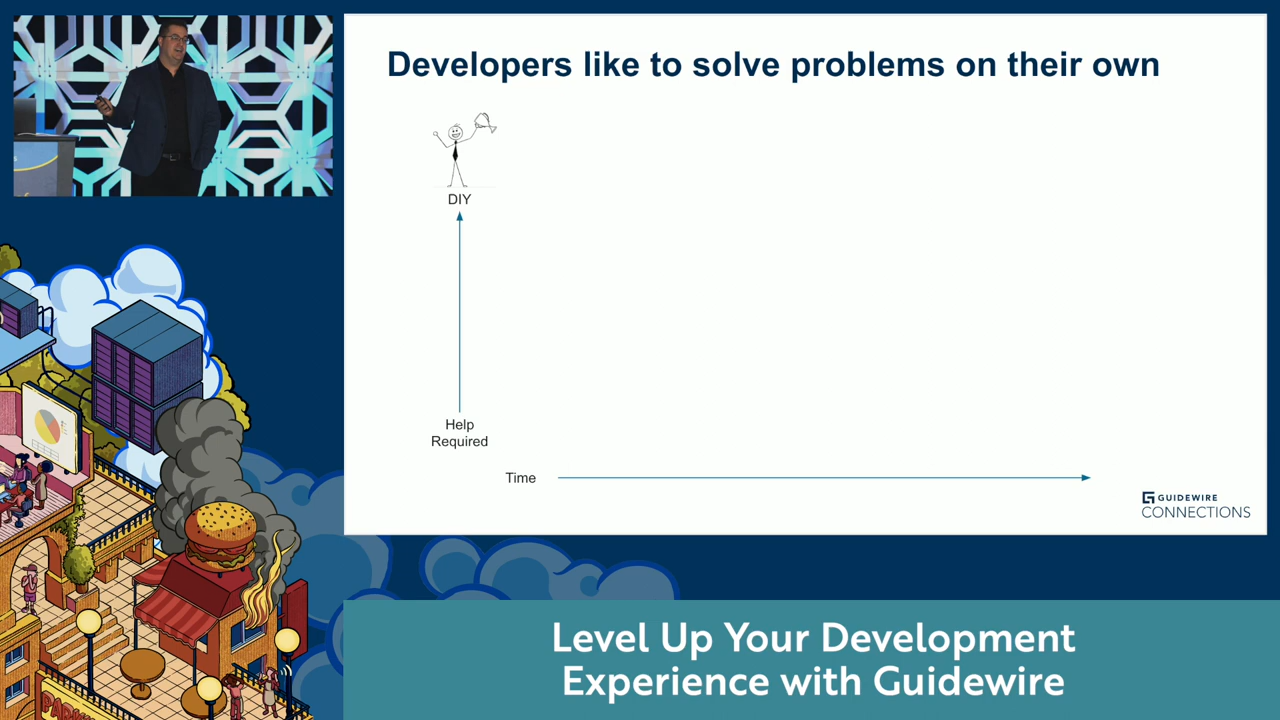 Developers like to solve problems on their own
DIY
Help
Required
Time
GUIDEWIRE
CONNECTIONS
Level Up Your Development
Experience with Guidewire